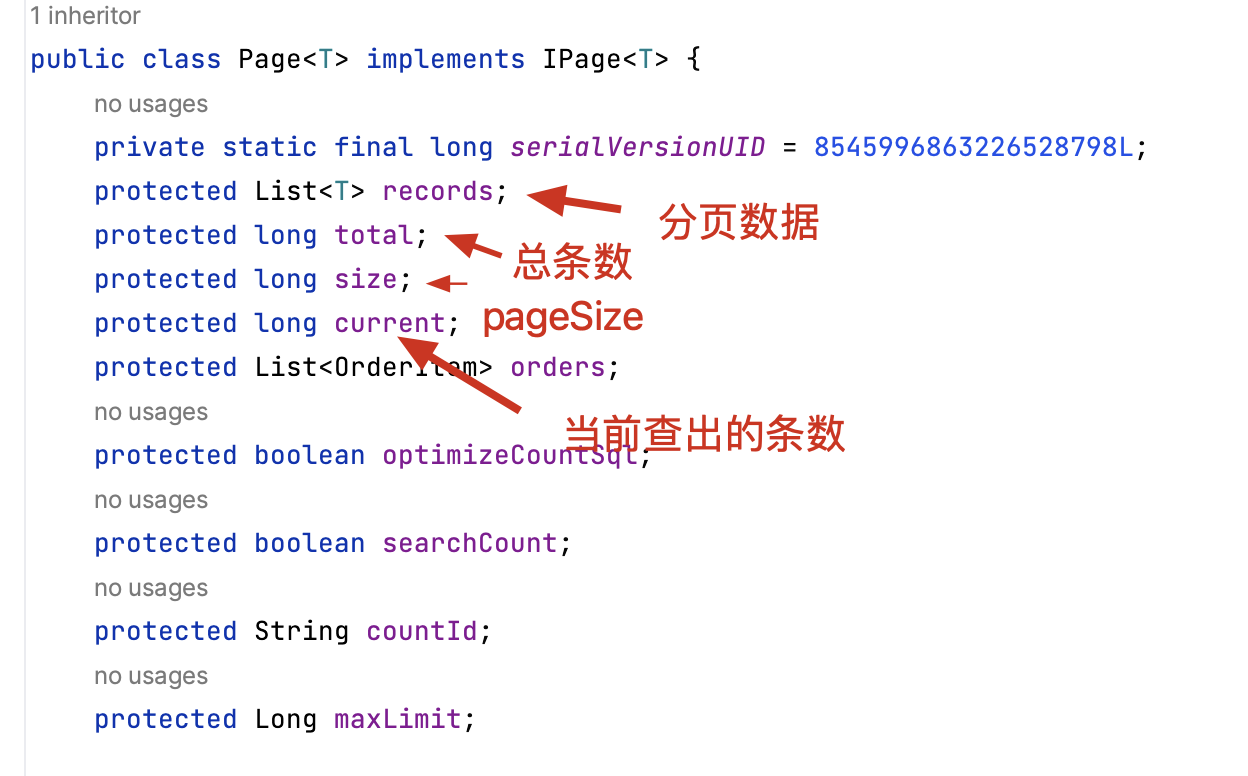 1 inheritor
public class Page<T> implements IPage<T> {
no usages
private static final long serialVersionUID = 8545996863226528798L;
protected List<T> records;
分页数据
protected long total;
总条数
protected long size;
pageSize
protected long current;
protected List<OrderItem> orders;
no usages
当前查出的条数
protected boolean optimizeCountSql;
no usages
protected boolean searchCount;
no usages
protected String countId;
no usages
protected Long maxLimit;